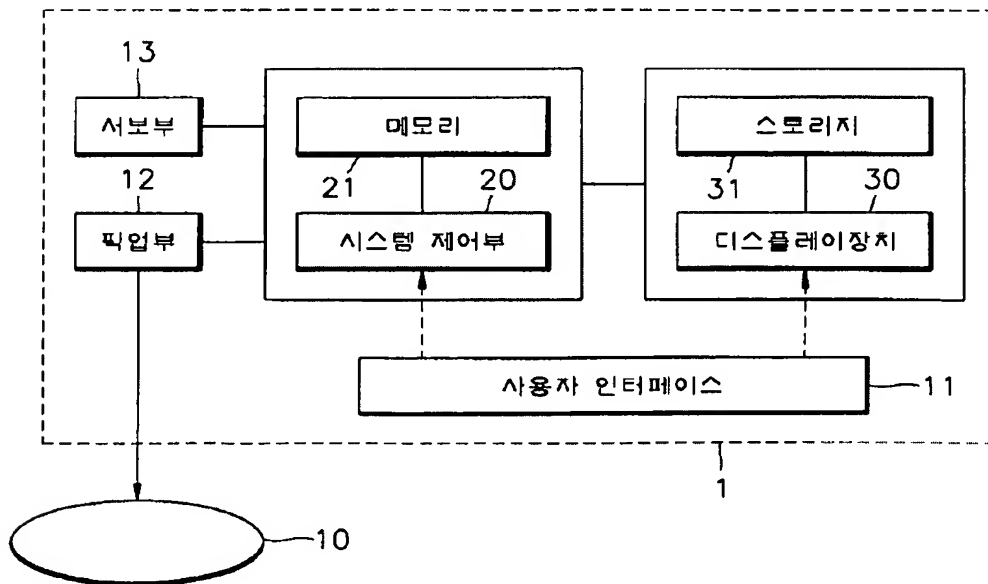 13
서보부
메모리
스토리지
21
20
31
30
12
픽업부
시스템 제어부
디스플레이장치
사용자 인터페이스
11
1
10